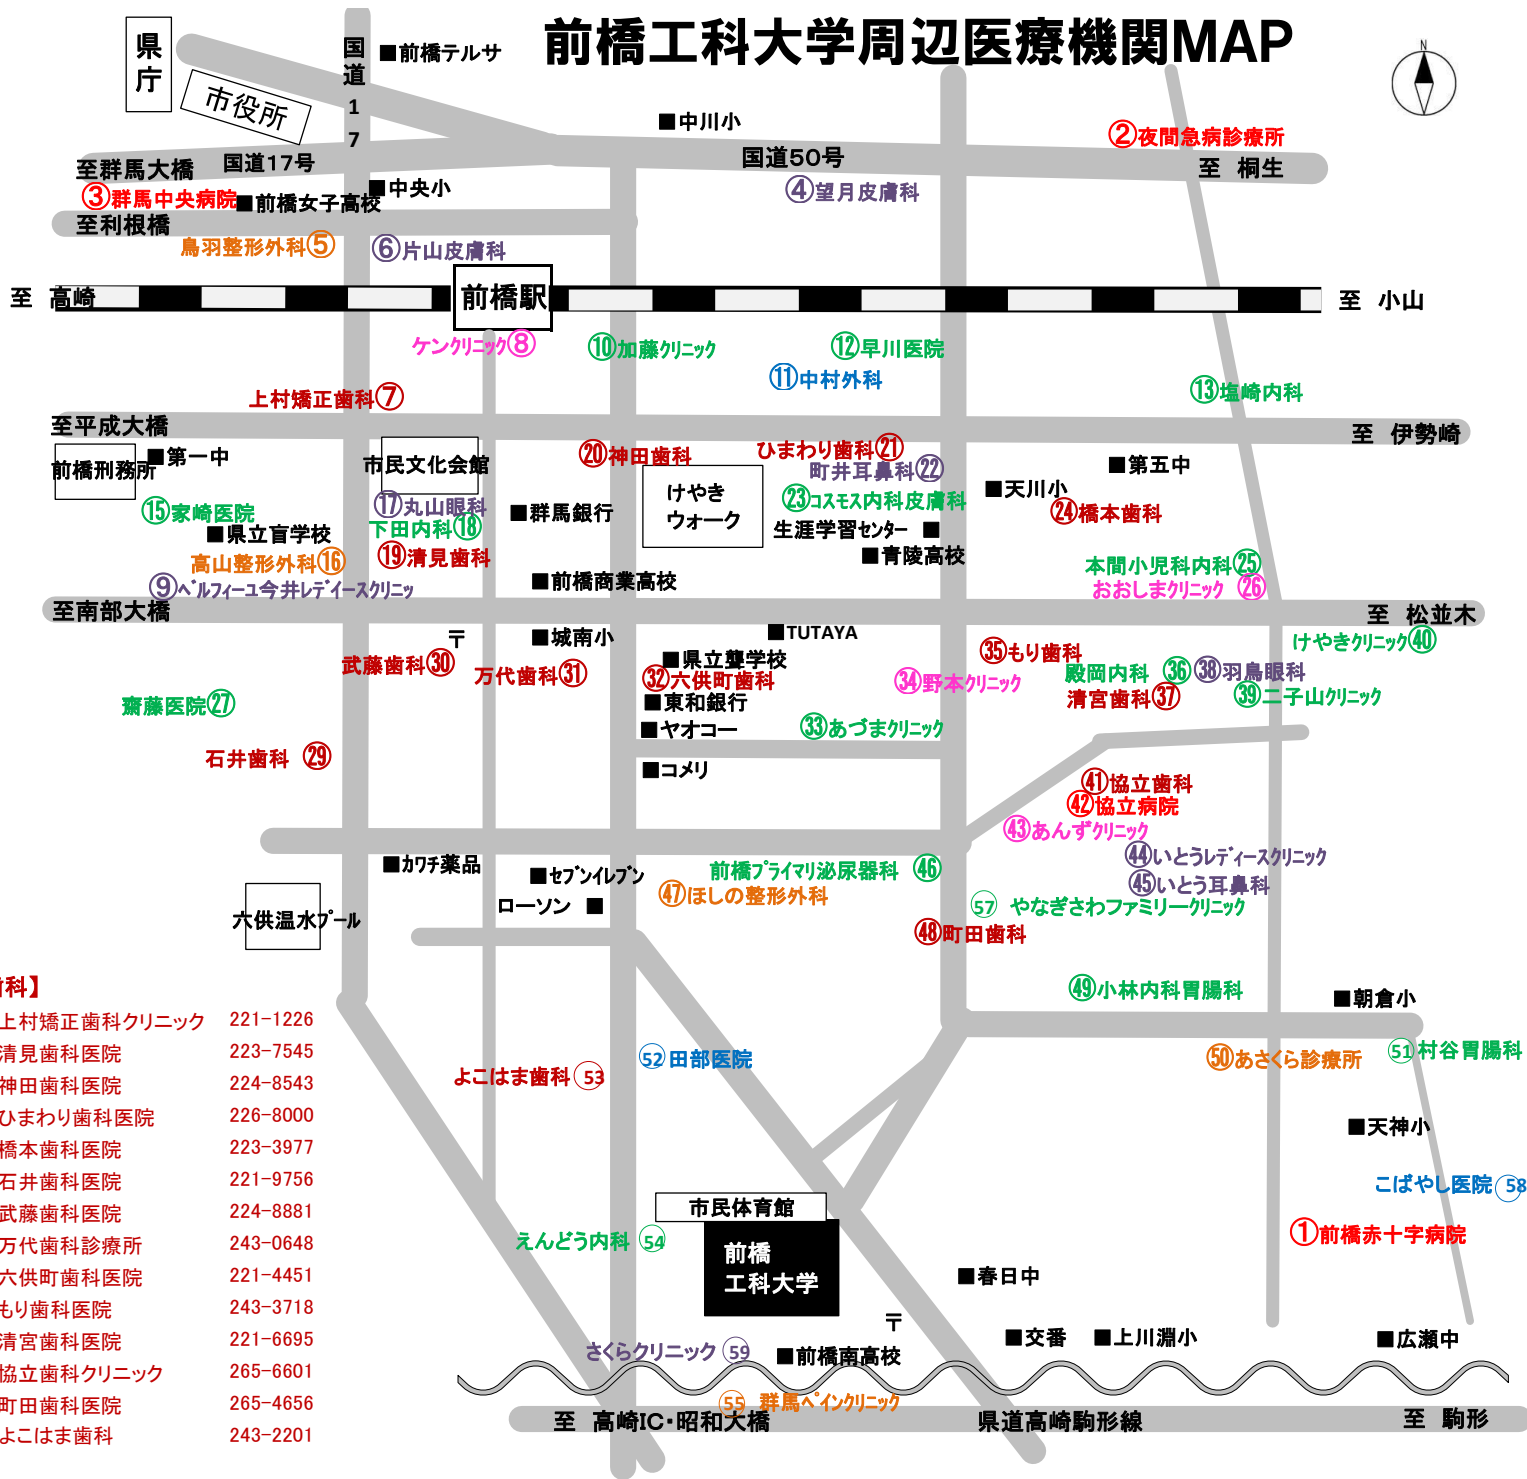 前橋工科大学周辺医療機関MAP
県庁
市役所
国道17
■前橋テルサ
N
■中川小
②夜間急病診療所
至群馬大橋
国道17号
国道50号
至 桐生
③群馬中央病院
■前橋女子高校
■中央小
④望月皮膚科
至利根橋
鳥羽整形外科⑤
⑥片山皮膚科
至 高崎
前橋駅
至 小山
ケンクリニック⑧
⑩加藤クリニック
⑫早川医院
⑪中村外科
⑬塩崎内科
上村矯正歯科⑦
至平成大橋
至 伊勢崎
前橋刑務所
■第一中
市民文化会館
⑳神田歯科
ひまわり歯科㉑
町井耳鼻科㉒
■第五中
けやき
ウォーク
㉓コスモス内科皮膚科
■天川小
㉔橋本歯科
⑮家崎医院
■県立盲学校
⑰丸山眼科
下田内科⑱
⑲清見歯科
■群馬銀行
生涯学習センター ■
■青陵高校
高山整形外科⑯
⑨ベルフィーユ今井レデイースクリニッ
■前橋商業高校
本間小児科内科㉕
おおしまクリニック ㉖
至南部大橋
至 松並木
〒
■城南小
■TUTAYA
けやきクリニック㊵
武藤歯科㉚
万代歯科㉛
■県立聾学校
㉜六供町歯科
■東和銀行
■ヤオコー
■コメリ
㉟もり歯科
㉞野本クリニック
殿岡内科 ㊱
㊳羽鳥眼科
清宮歯科㊲
㊴二子山クリニック
齋藤医院㉗
㉝あづまクリニック
石井歯科 ㉙
㊶協立歯科
㊷協立病院
㊸あんずクリニック
㊹いとうレディースクリニック
㊺いとう耳鼻科
■カワチ薬品
■セブンイレブン
ローソン ■
前橋プライマリ泌尿器科 ㊻
㊼ほしの整形外科
57 やなぎさわファミリークリニック
㊽町田歯科
六供温水プール
㊾小林内科胃腸科
■朝倉小
㊿あさくら診療所
51村谷胃腸科
よこはま歯科53
52田部医院
■天神小
こばやし医院58
①前橋赤十字病院
市民体育館
前橋
工科大学
えんどう内科 54
■春日中
〒
■交番
■上川淵小
■広瀬中
さくらクリニック 59
■前橋南高校
55 群馬ペインクリニック
至 高崎IC・昭和大橋
県道高崎駒形線
至 駒形
歯科】
上村矯正歯科クリニック 221-1226
清見歯科医院 223-7545
神田歯科医院 224-8543
ひまわり歯科医院 226-8000
橋本歯科医院 223-3977
石井歯科医院 221-9756
武藤歯科医院 224-8881
万代歯科診療所 243-0648
六供町歯科医院 221-4451
もり歯科医院 243-3718
清宮歯科医院 221-6695
協立歯科クリニック 265-6601
町田歯科医院 265-4656
よこはま歯科 243-2201